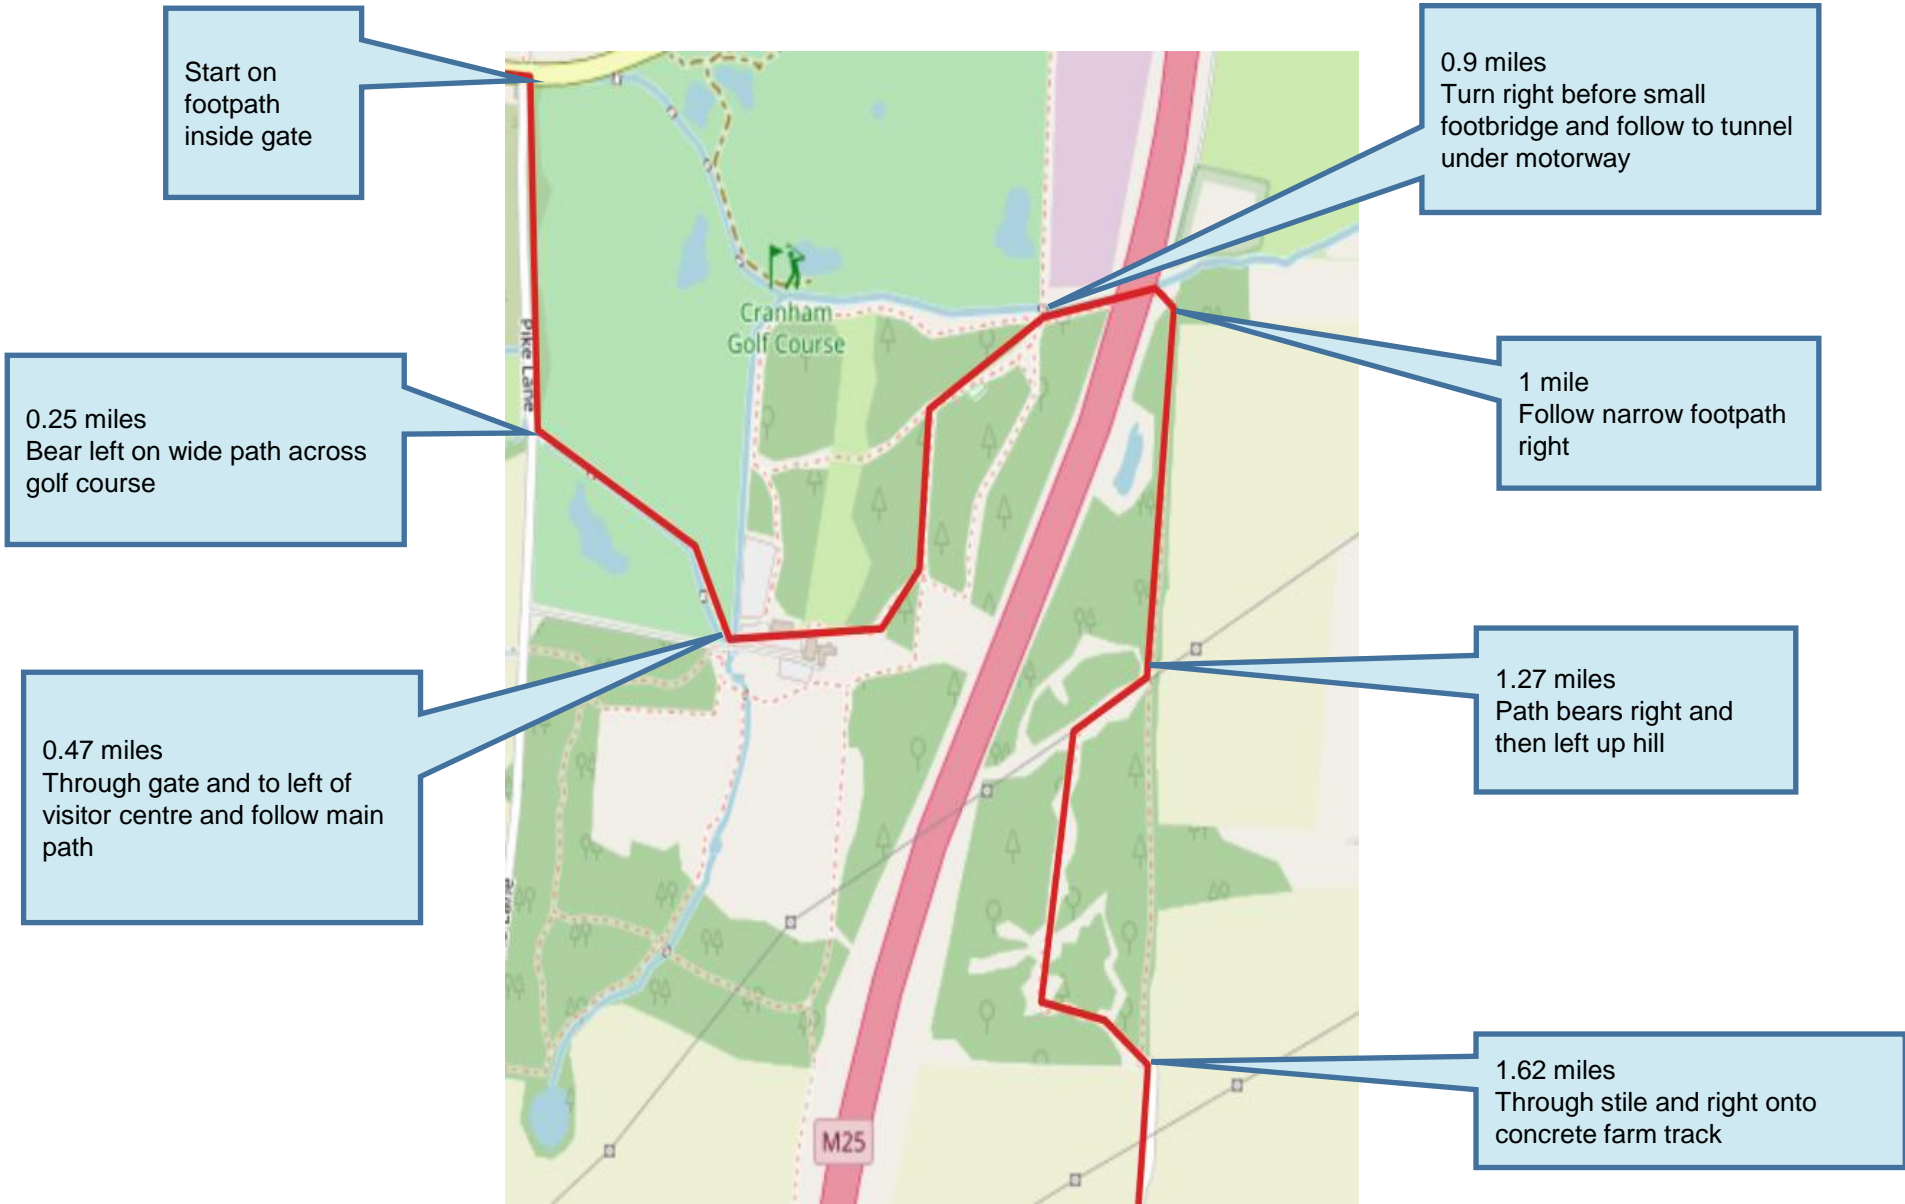 Start on
footpath
inside gate
0.9 miles
Turn right before small
footbridge and follow to tunnel
under motorway
Cranham
Golf Course
Pike Lane
0.25 miles
Bear left on wide path across
golf course
1 mile
Follow narrow footpath
right
0.47 miles
Through gate and to left of
visitor centre and follow main
path
1.27 miles
Path bears right and
then left up hill
Lane
1.62 miles
Through stile and right onto
concrete farm track
M25